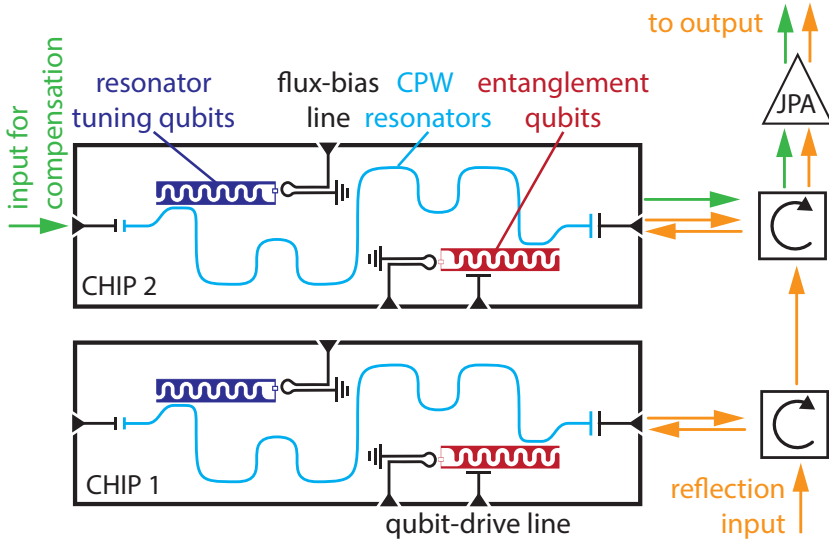 to output
resonator
tuning qubits
flux-bias
line
CPW
resonators
entanglement
qubits
JPA
input for
compensation
CHIP 2
CHIP 1
qubit-drive line
reflection
input